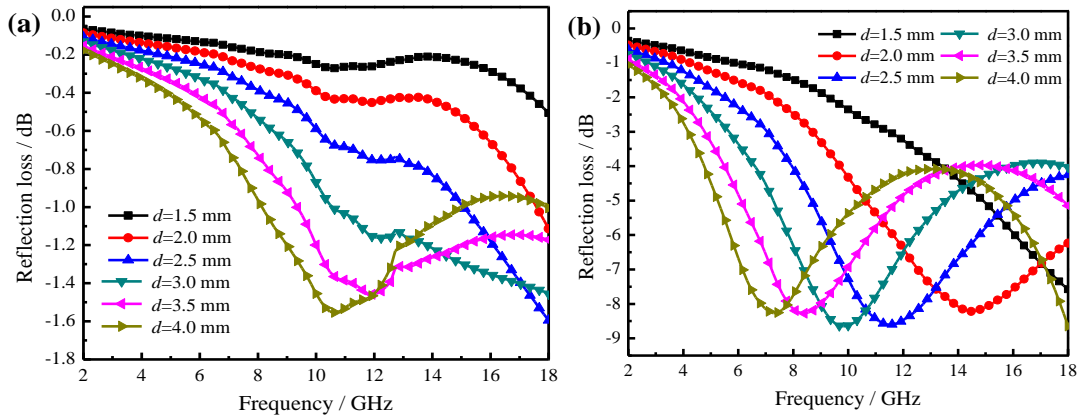 (a)
0.0
-0.2
-0.4
-0.6
-0.8
-1.0
-1.2
-1.4
-1.6
-1.8
Reflection loss / dB
d=1.5 mm
d=2.0 mm
d=2.5 mm
d=3.0 mm
d=3.5 mm
d=4.0 mm
2 4 6 8 10 12 14 16 18
Frequency / GHz
(b)
0
-1
-2
-3
-4
-5
-6
-7
-8
-9
Reflection loss / dB
d=1.5 mm d=3.0 mm
d=2.0 mm d=3.5 mm
d=2.5 mm d=4.0 mm
2 4 6 8 10 12 14 16 18
Frequency / GHz